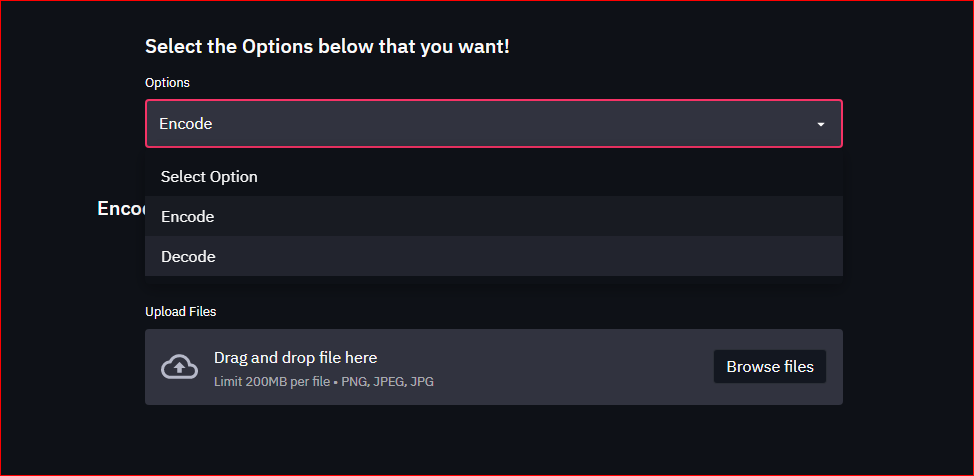 Select the Options below that you want!
Options
Encode
Select Option
Encode
Decode
Upload Files
Drag and drop file here
Limit 200MB per file • PNG, JPEG, JPG
Browse files